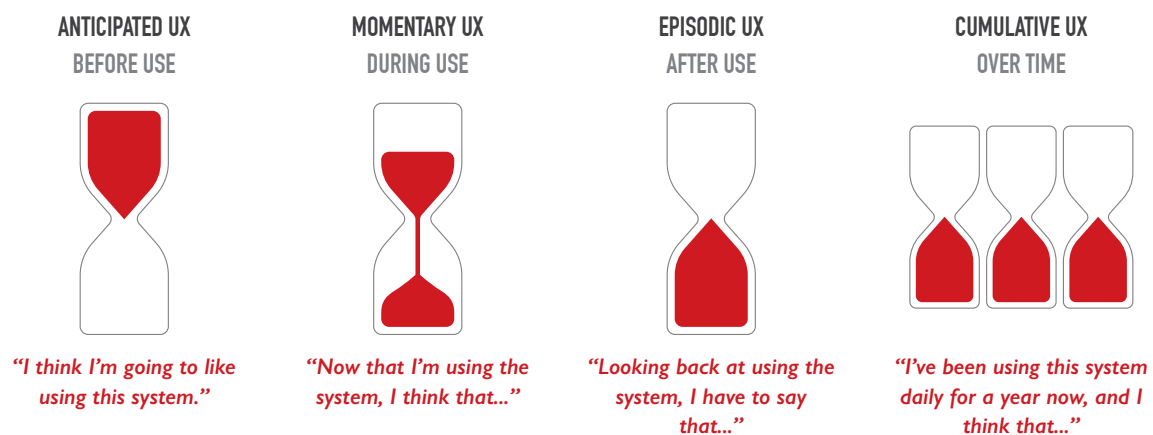 ANTICIPATED UX
BEFORE USE
“I think I’m going to like
using this system.”
MOMENTARY UX
DURING USE
“Now that I’m using the
system, I think that...”
EPISODIC UX
AFTER USE
“Looking back at using the
system, I have to say
that...”
CUMULATIVE UX
OVER TIME
“I’ve been using this system
daily for a year now, and I
think that...”